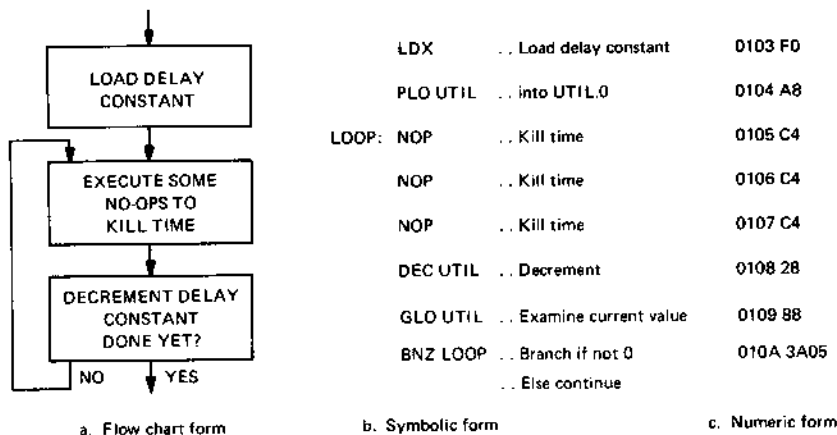 LOAD DELAY
CONSTANT
EXECUTE SOME
NO-OPS TO
KILL TIME
DECREMENT DELAY
CONSTANT
DONE YET?
NO YES
a. Flow chart form
LDX .. Load delay constant
PLO UTIL .. into UTIL.0
LOOP: NOP .. Kill time
NOP .. Kill time
NOP .. Kill time
DEC UTIL .. Decrement
GLO UTIL .. Examine current value
BNZ LOOP .. Branch if not 0
.. Else continue
b. Symbolic form
0103 F0
0104 A8
0105 C4
0106 C4
0107 C4
0108 28
0109 88
010A 3A05
c. Numeric form